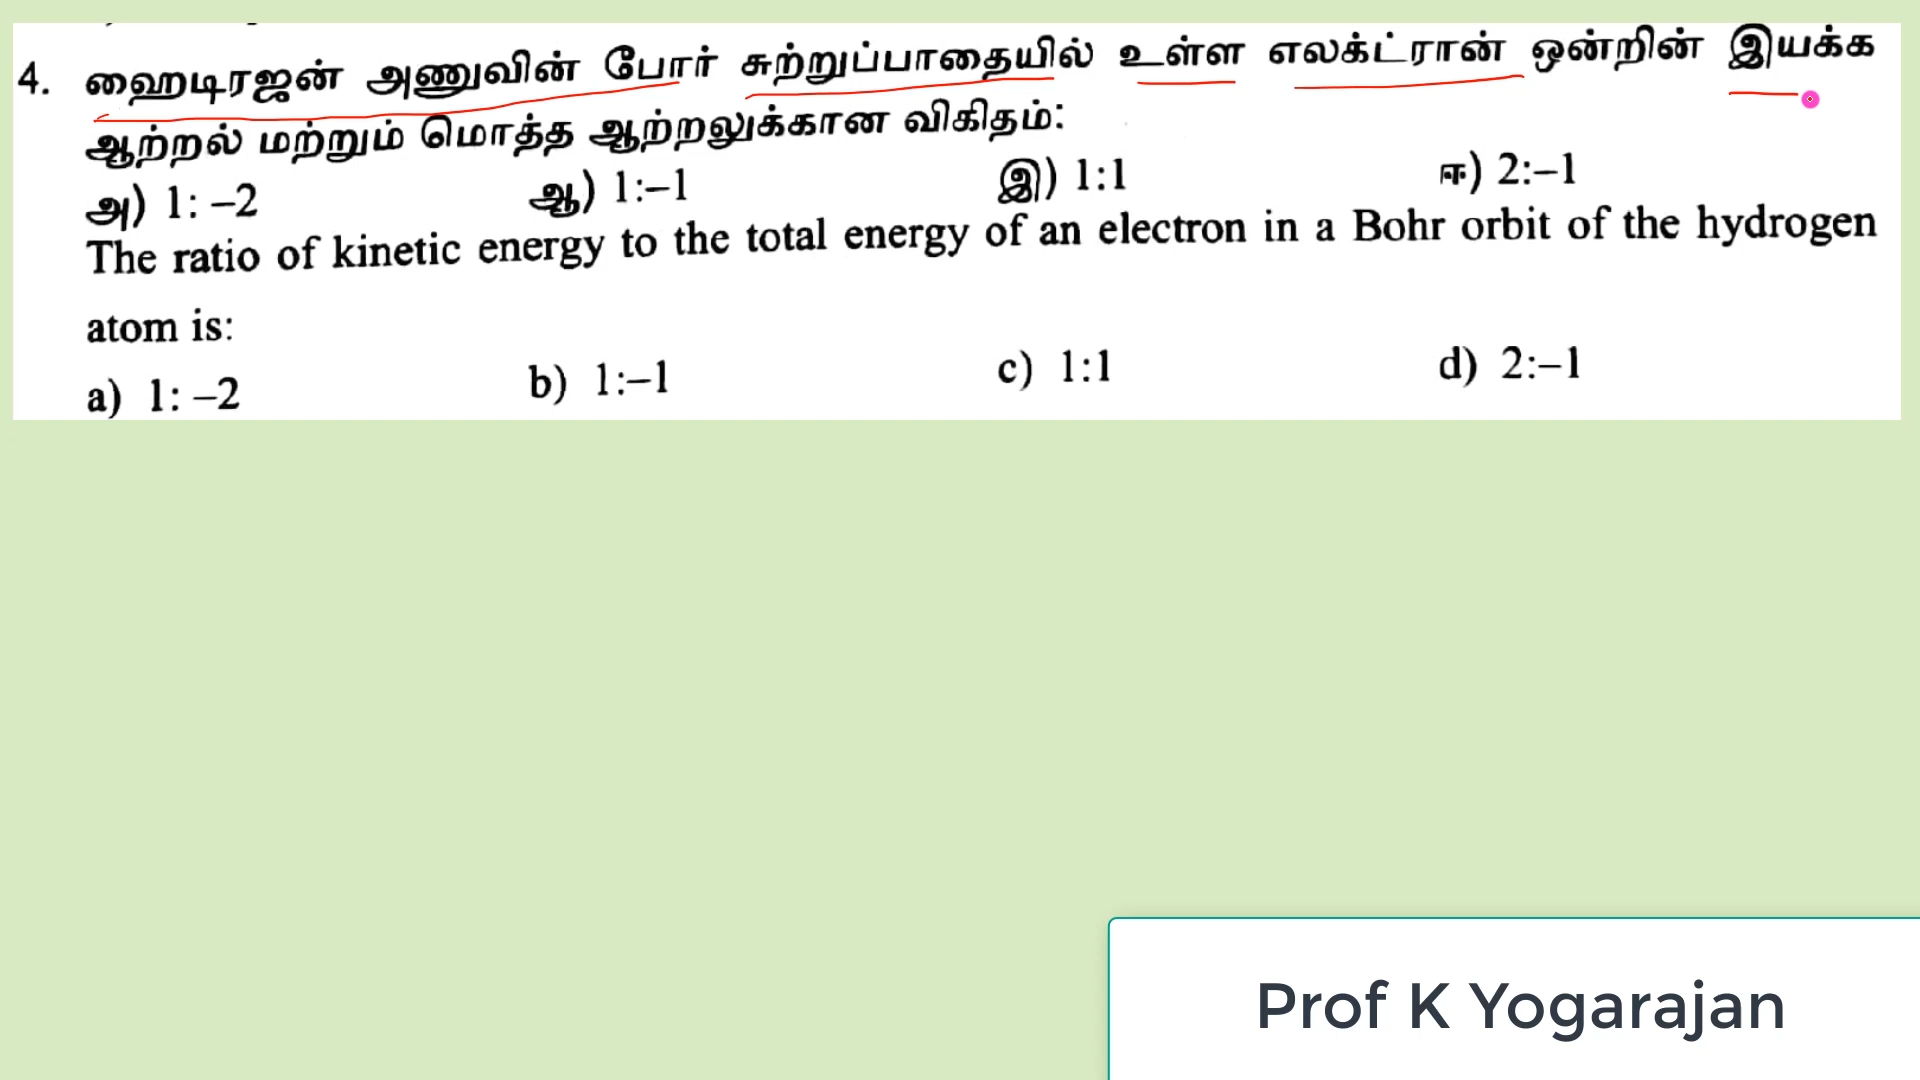 4. ஹைடிரஜன் அணுவின் போர் சுற்றுப்பாதையில் உள்ள எலக்ட்ரான் ஒன்றின் இயக்க
ஆற்றல் மற்றும் மொத்த ஆற்றலுக்கான விகிதம்:
அ) 1: –2 ஆ) 1:–1 இ) 1:1 ஈ) 2:–1
The ratio of kinetic energy to the total energy of an electron in a Bohr orbit of the hydrogen
atom is:
a) 1: –2 b) 1:–1 c) 1:1 d) 2:–1
Prof K Yogarajan